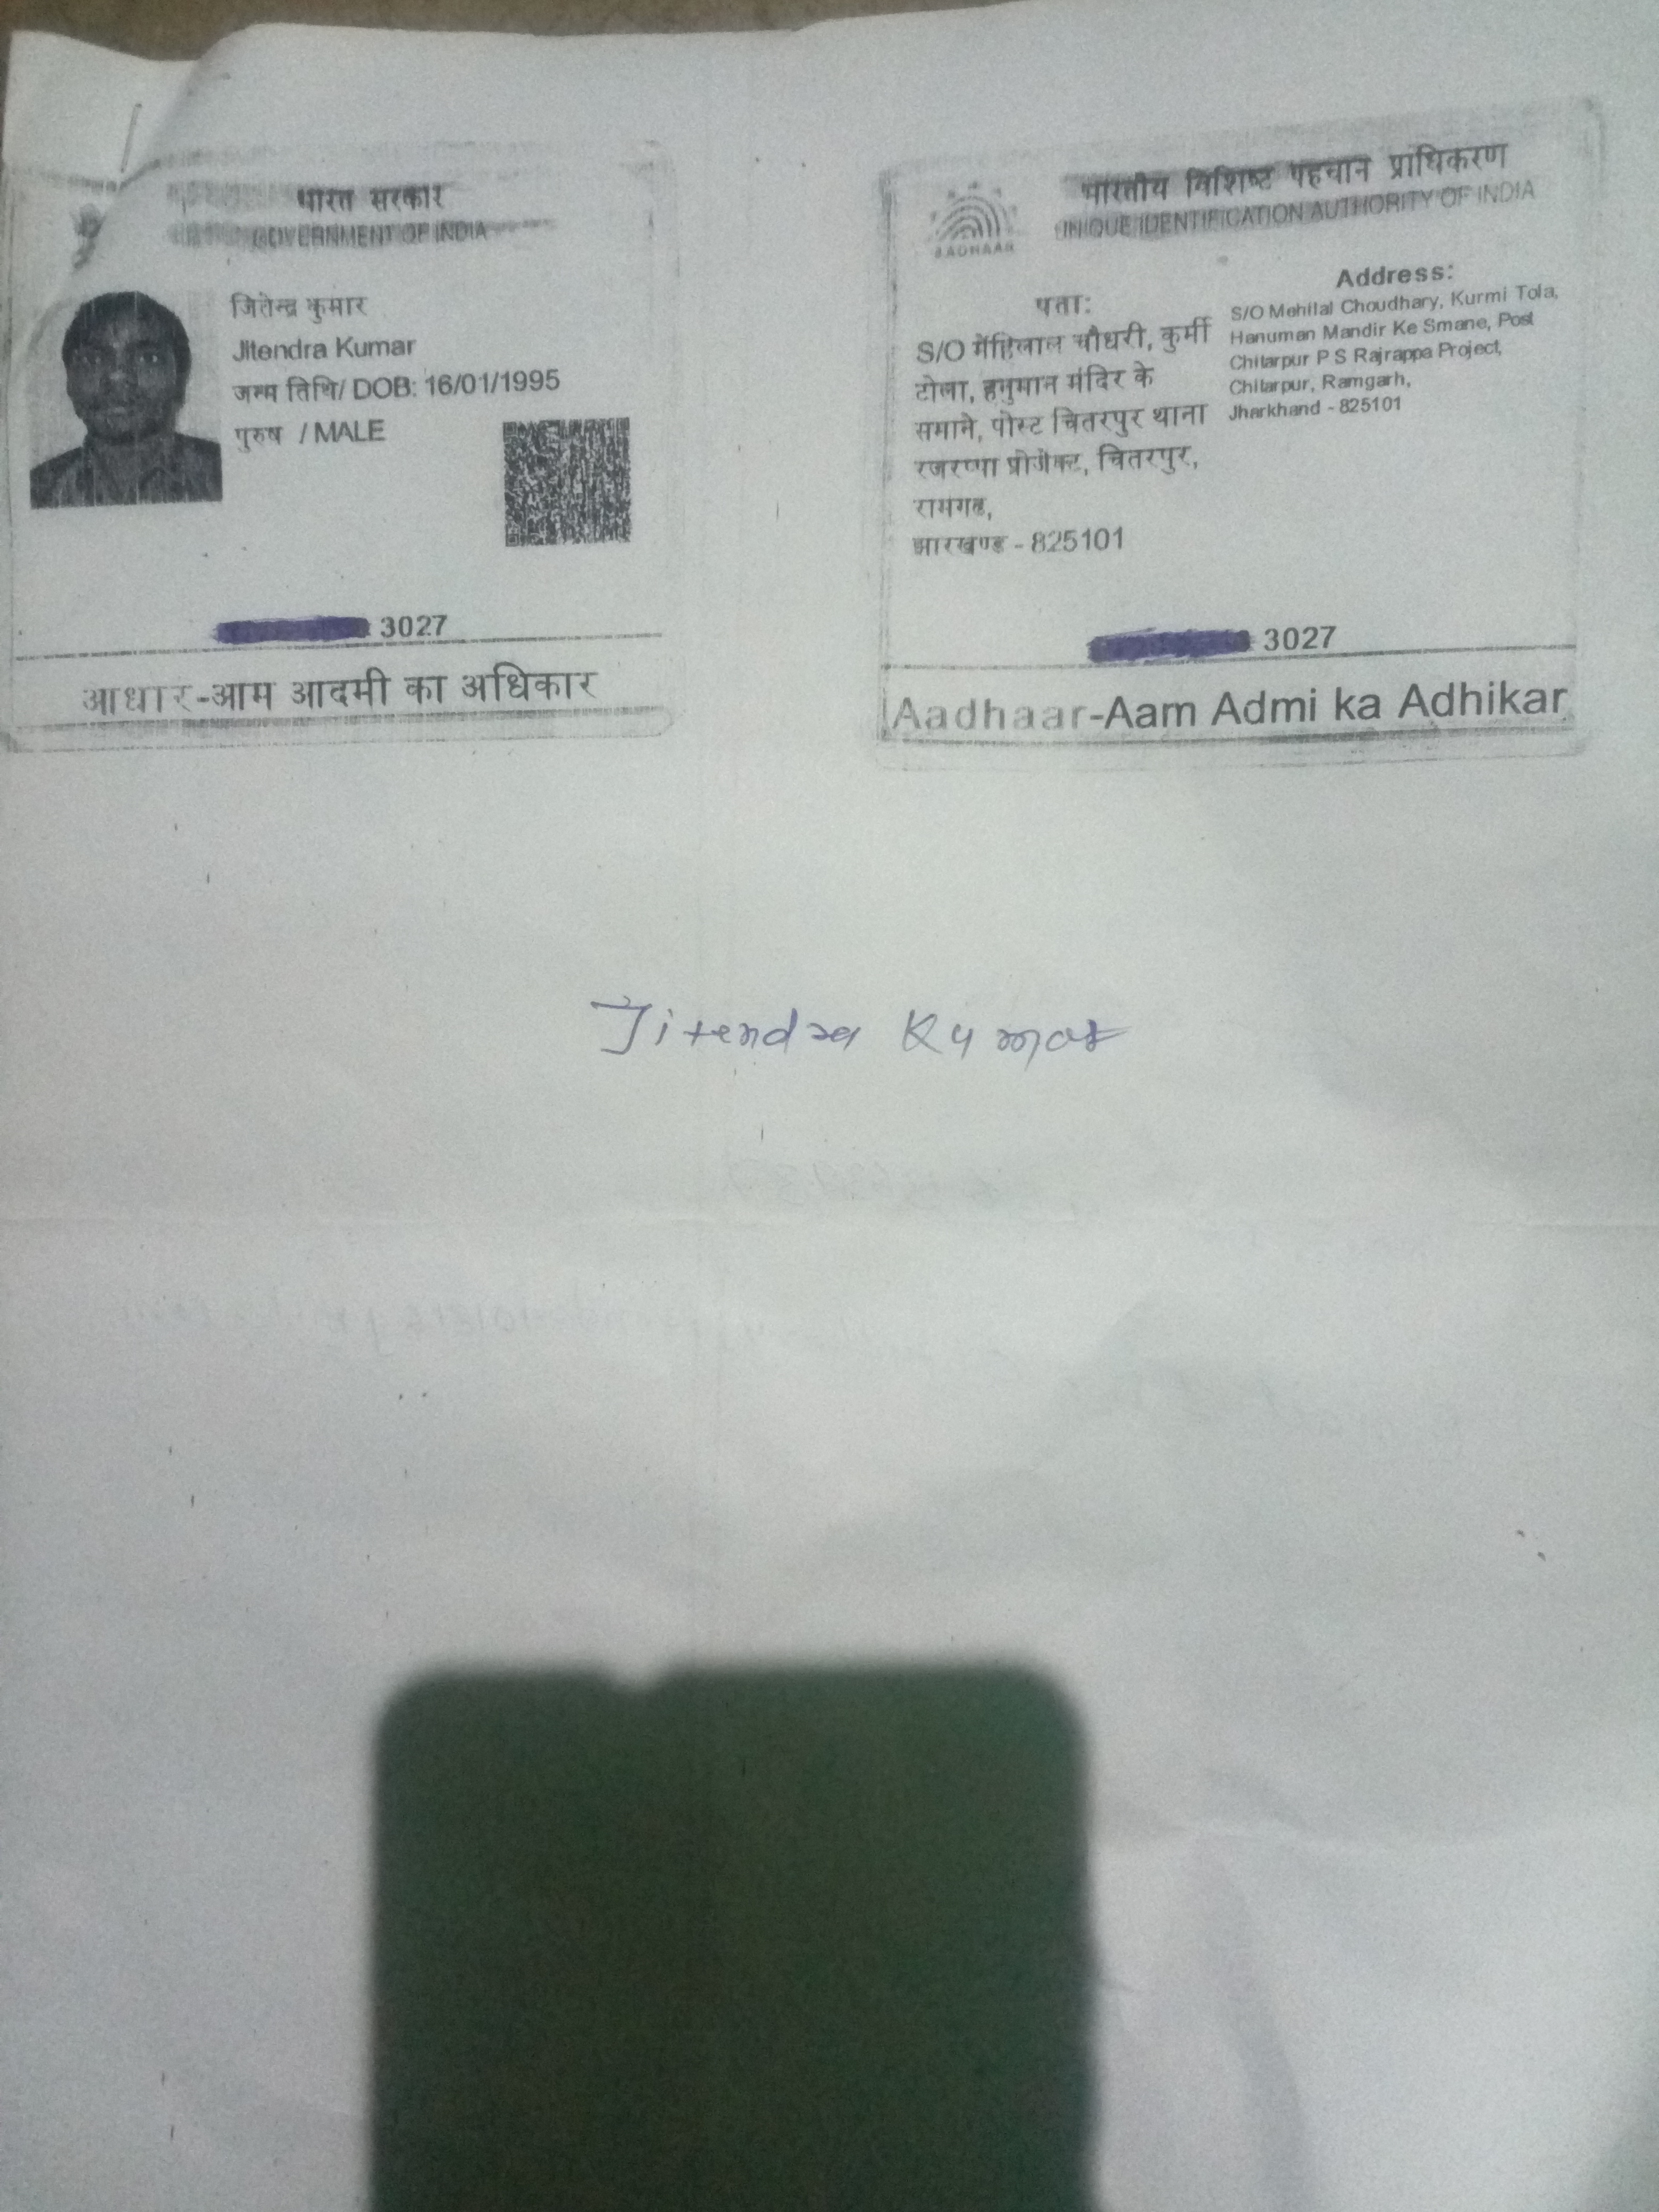 भारत सरकार
GOVERNMENT OF INDIA
जितेन्द्र कुमार
Jitendra Kumar
जन्म तिथि/ DOB: 16/01/1995
पुरुष / MALE
3027
आधार-आम आदमी का अधिकार
भारतीय विशिष्ट पहचान प्राधिकरण
UNIQUE IDENTIFICATION AUTHORITY OF INDIA
AADHAAR
पता:
S/O मेंहिलाल चौधरी, कुर्मी
टोला, हनुमान मंदिर के
समाने, पोस्ट चितरपुर थाना
रजरप्पा प्रोजेक्ट, चितरपुर,
रामगढ,
झारखण्ड - 825101
Address:
S/O Mehilal Choudhary, Kurmi Tola,
Hanuman Mandir Ke Smane, Post
Chitarpur P S Rajrappa Project,
Chitarpur, Ramgarh,
Jharkhand - 825101
3027
Aadhaar-Aam Admi ka Adhikar
Jitendra Kumar